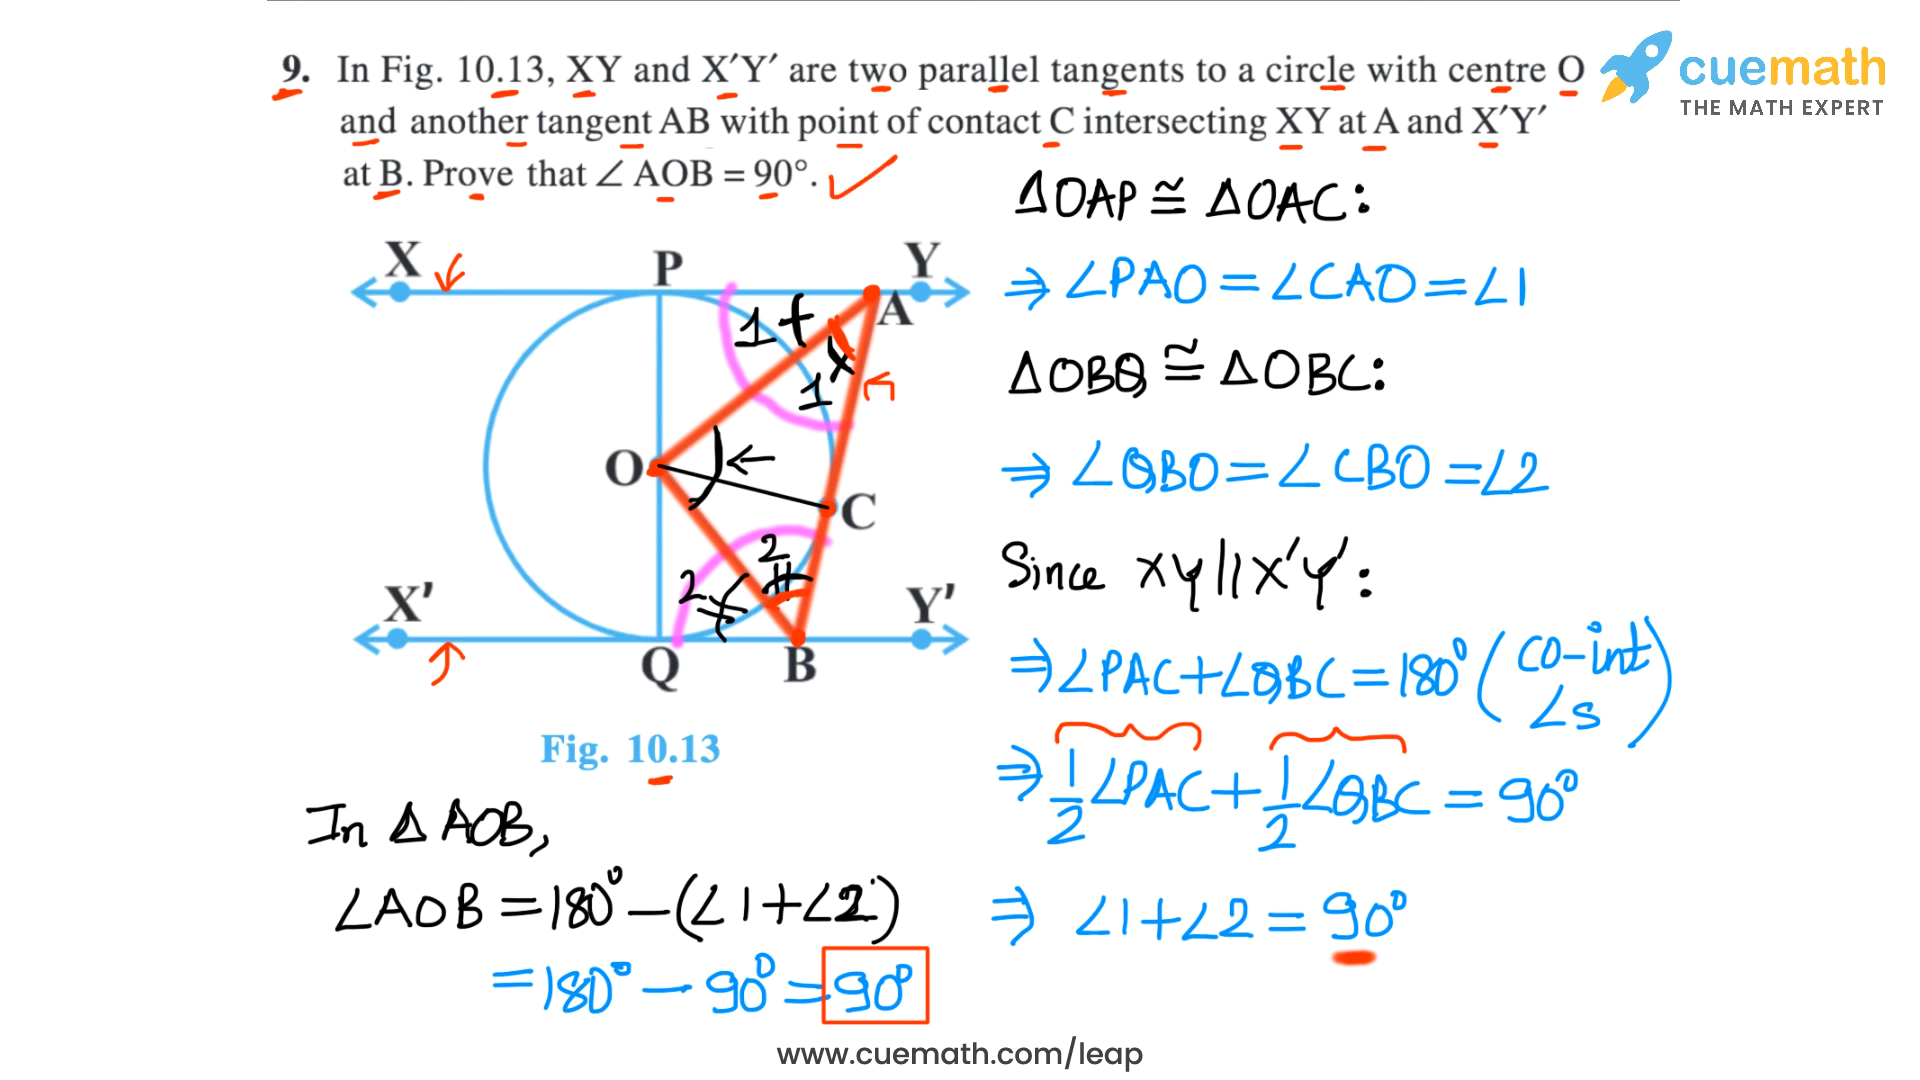 9. In Fig. 10.13, XY and X′Y′ are two parallel tangents to a circle with centre O
and another tangent AB with point of contact C intersecting XY at A and X′Y′
at B. Prove that ∠ AOB = 90°.
cuemath
THE MATH EXPERT
X
P
Y
A
1
1
O
C
2
2
X'
Q
B
Y'
Fig. 10.13
In Δ AOB,
∠AOB = 180° − (∠1+∠2)
= 180° − 90° = 90°
ΔOAP ≅ ΔOAC:
⇒ ∠PAO = ∠CAO = ∠1
ΔOBQ ≅ ΔOBC:
⇒ ∠QBO = ∠CBO = ∠2
Since XY || X′Y′:
⇒ ∠PAC + ∠QBC = 180° (co-int ∠s)
⇒ 1/2 ∠PAC + 1/2 ∠QBC = 90°
⇒ ∠1 + ∠2 = 90°
www.cuemath.com/leap